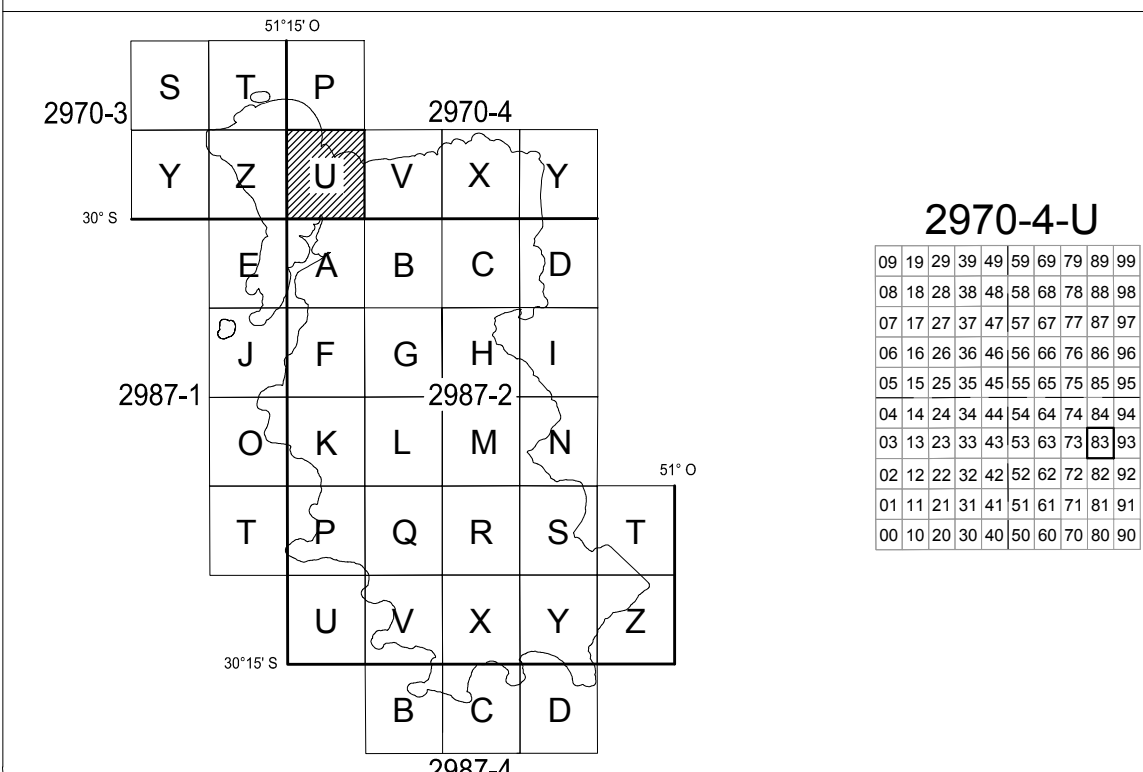 51°15' O
S T P
2970-3 2970-4
Y Z U V X Y
30° S
E A B C D
J F G H I
2987-1 2987-2
O K L M N
51° O
T P Q R S T
U V X Y Z
30°15' S
B C D
2987-4
2970-4-U
09 19 29 39 49 59 69 79 89 99
08 18 28 38 48 58 68 78 88 98
07 17 27 37 47 57 67 77 87 97
06 16 26 36 46 56 66 76 86 96
05 15 25 35 45 55 65 75 85 95
04 14 24 34 44 54 64 74 84 94
03 13 23 33 43 53 63 73 83 93
02 12 22 32 42 52 62 72 82 92
01 11 21 31 41 51 61 71 81 91
00 10 20 30 40 50 60 70 80 90